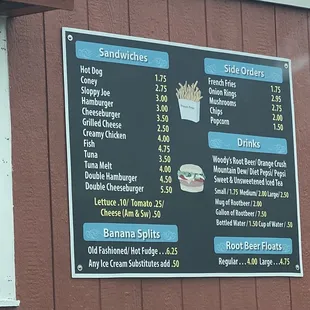 Sandwiches
Hot Dog 1.75
Coney 2.75
Sloppy Joe 2.75
Hamburger 3.00
Cheeseburger 3.50
Grilled Cheese 2.50
Creamy Chicken 4.00
Fish 4.75
Tuna 3.50
Tuna Melt 4.00
Double Hamburger 4.50
Double Cheeseburger 5.50
Lettuce .10/ Tomato .25/
Cheese (Am & Sw) .50
Banana Splits
Old Fashioned/ Hot Fudge ...6.25
Any Ice Cream Substitutes add .50
Side Orders
French Fries 1.75
Onion Rings 2.95
Mushrooms 2.75
Chips
Popcorn 1.50
Drinks
Woody's Root Beer/ Orange Crush
Mountain Dew/ Diet Pepsi/ Pepsi
Sweet & Unsweetened Iced Tea
Small/ 1.75 Medium/ 2.00 Large/ 2.50
Mug of Rootbeer/ 2.00
Gallon of Rootbeer / 7.50
Bottled Water/ 1.50 Cup of Water/ .50
Root Beer Floats
Regular ...4.00 Large ...4.75